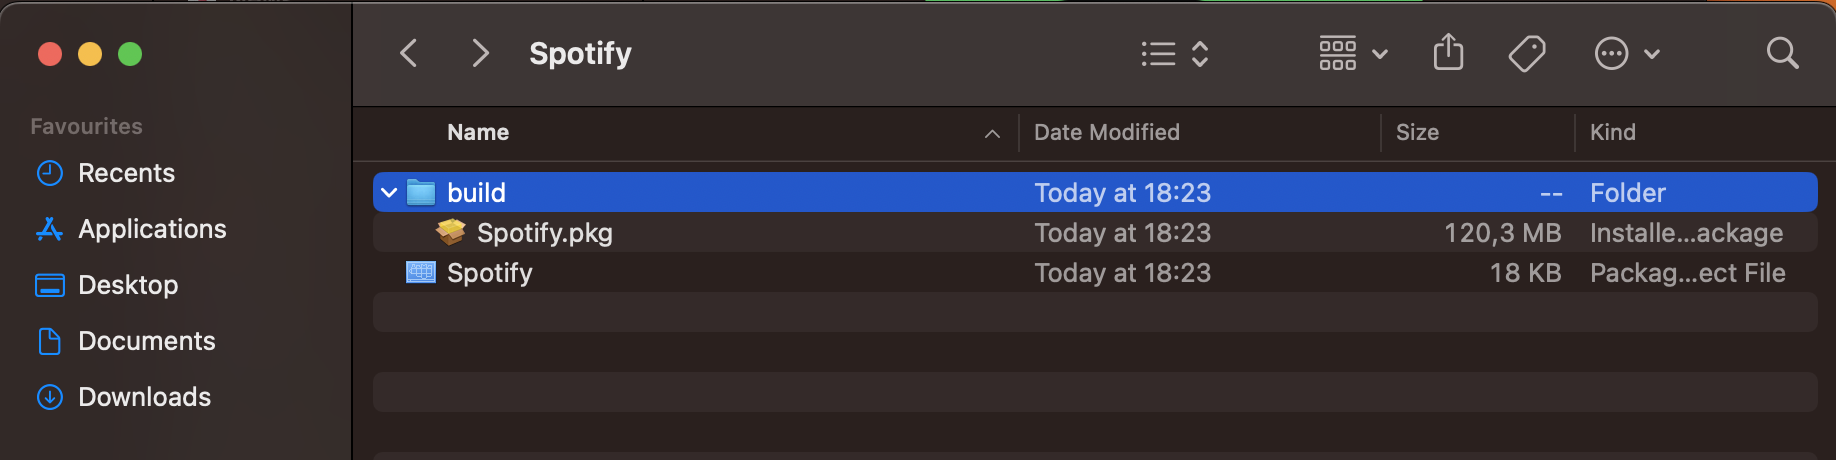 Spotify
Favourites
Recents
Applications
Desktop
Documents
Downloads
Name Date Modified Size Kind
build Today at 18:23 -- Folder
Spotify.pkg Today at 18:23 120,3 MB Installe...ackage
Spotify Today at 18:23 18 KB Packag...ect File